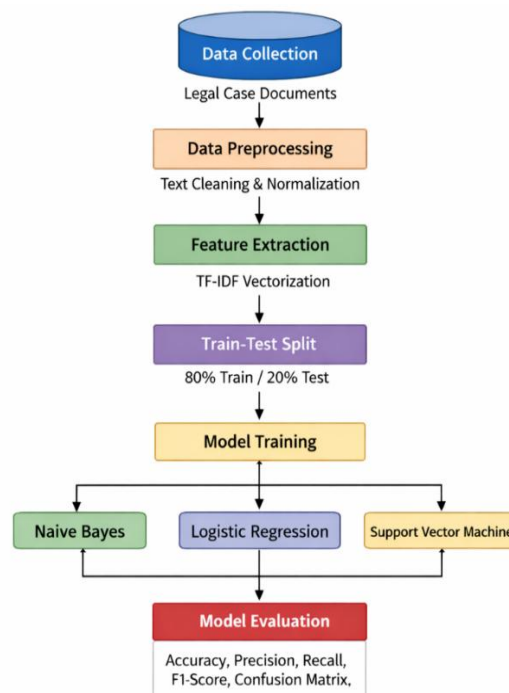 Data Collection
Legal Case Documents
Data Preprocessing
Text Cleaning & Normalization
Feature Extraction
TF-IDF Vectorization
Train-Test Split
80% Train / 20% Test
Model Training
Naive Bayes
Logistic Regression
Support Vector Machine
Model Evaluation
Accuracy, Precision, Recall,
F1-Score, Confusion Matrix,